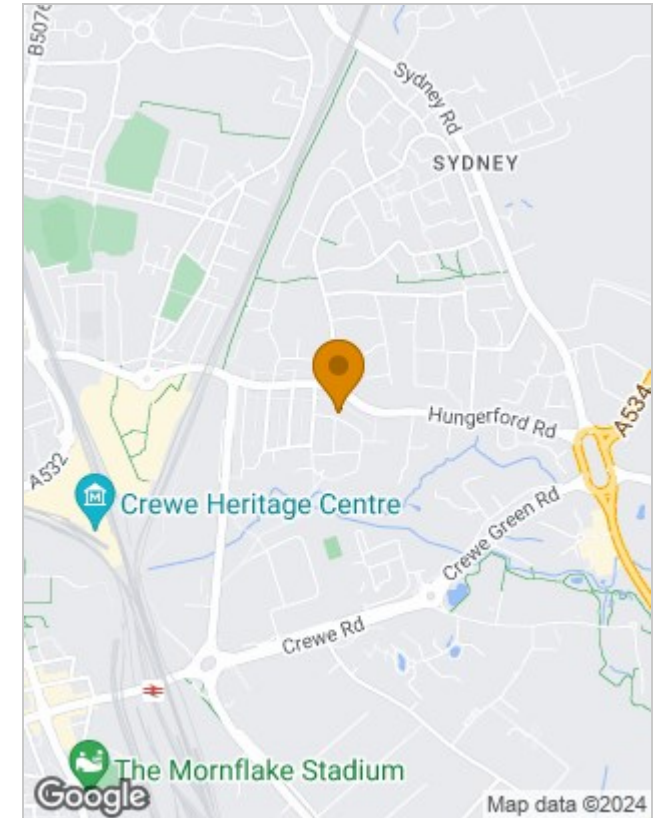 B5076
Sydney Rd
SYDNEY
A534
Hungerford Rd
A532
Crewe Heritage Centre
Crewe Green Rd
Crewe Rd
The Mornflake Stadium
Google
Map data ©2024